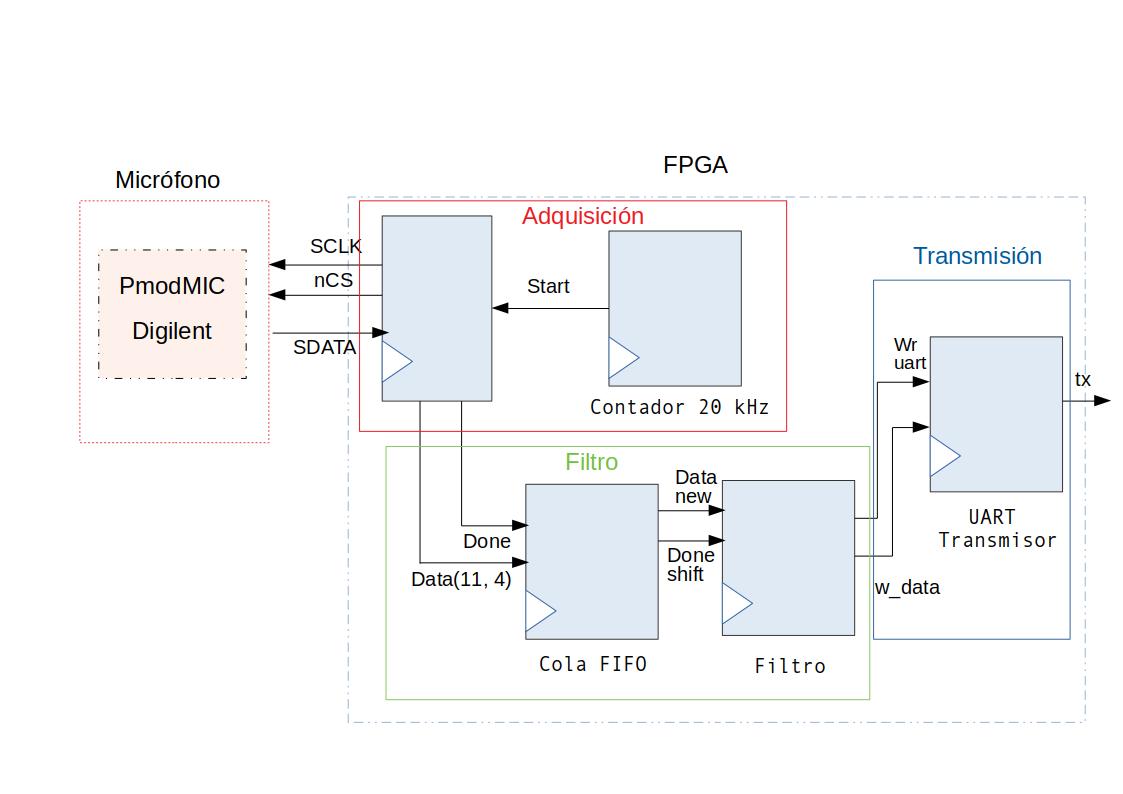 FPGA
Micrófono
Adquisición
SCLK
nCS
SDATA
PmodMIC
Digilent
Start
Contador 20 kHz
Transmisión
Wr
uart
tx
UART
Transmisor
Filtro
Data
new
Done
Done
shift
Data(11, 4)
w_data
Cola FIFO
Filtro